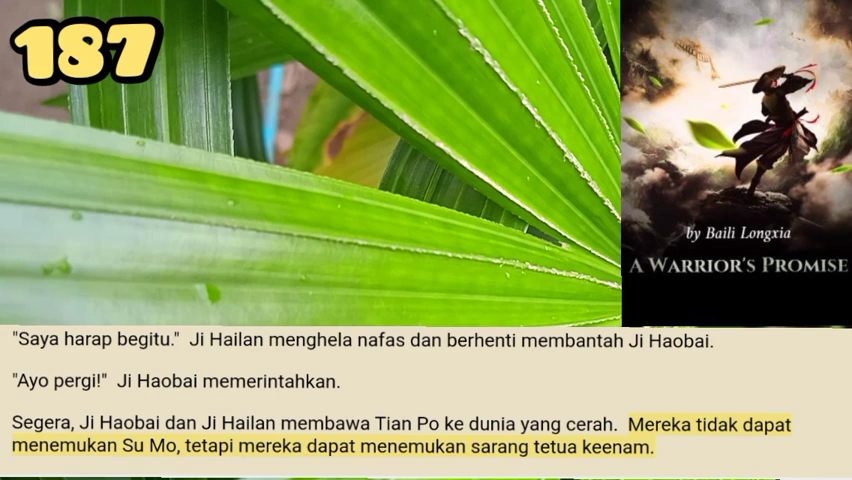 187
by Baili Longxia
A WARRIOR'S PROMISE
"Saya harap begitu."  Ji Hailan menghela nafas dan berhenti membantah Ji Haobai.
"Ayo pergi!"  Ji Haobai memerintahkan.
Segera, Ji Haobai dan Ji Hailan membawa Tian Po ke dunia yang cerah.  Mereka tidak dapat
menemukan Su Mo, tetapi mereka dapat menemukan sarang tetua keenam.